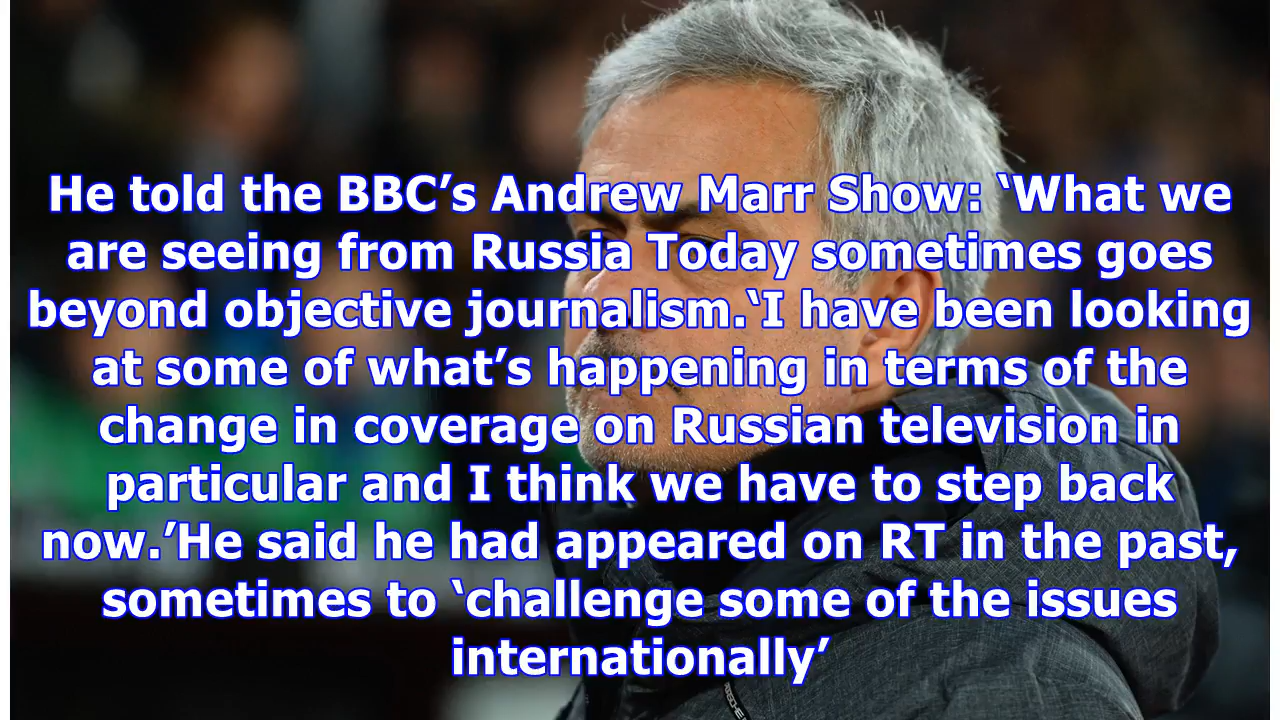 He told the BBC’s Andrew Marr Show: ‘What we
are seeing from Russia Today sometimes goes
beyond objective journalism.‘I have been looking
at some of what’s happening in terms of the
change in coverage on Russian television in
particular and I think we have to step back
now.’He said he had appeared on RT in the past,
sometimes to ‘challenge some of the issues
internationally’